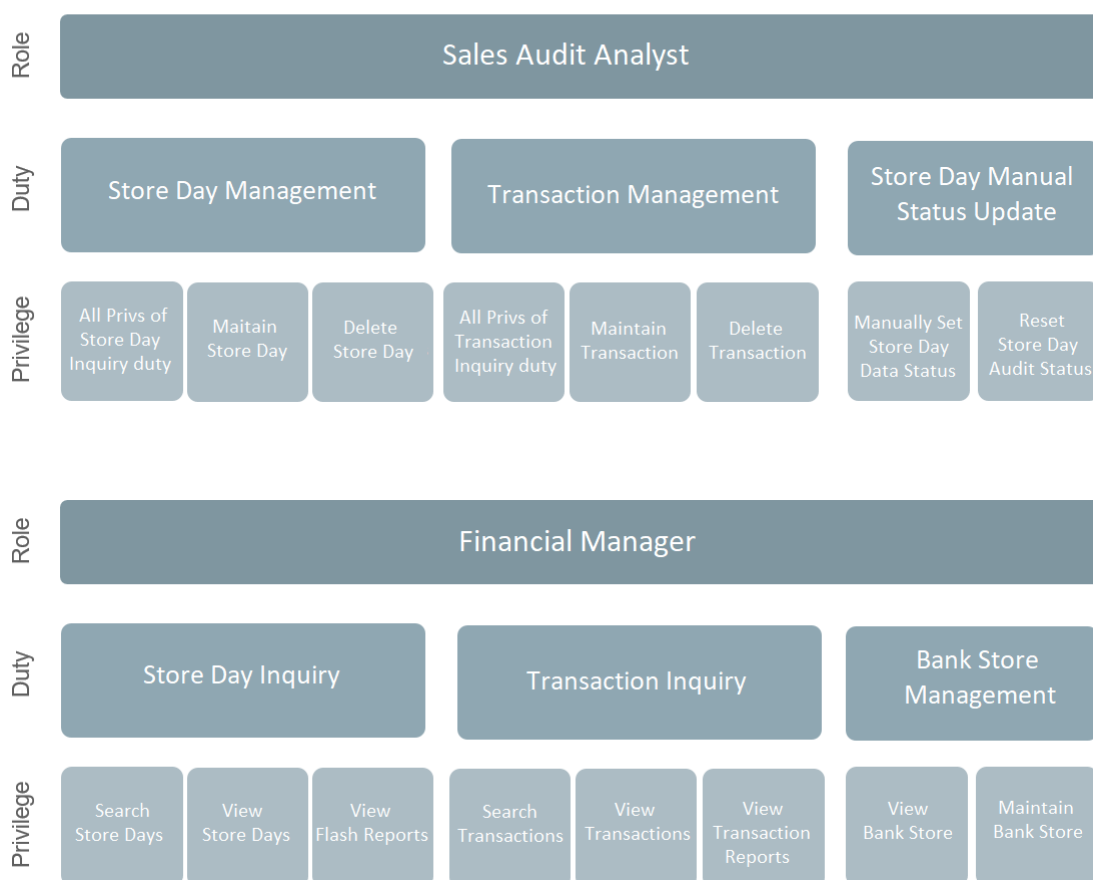 Role
Sales Audit Analyst
Duty
Store Day Management
Transaction Management
Store Day Manual
Status Update
Privilege
All Privs of
Store Day
Inquiry duty
Maitain
Store Day
Delete
Store Day
All Privs of
Transaction
Inquiry duty
Maintain
Transaction
Delete
Transaction
Manually Set
Store Day
Data Status
Reset
Store Day
Audit Status
Role
Financial Manager
Duty
Store Day Inquiry
Transaction Inquiry
Bank Store
Management
Privilege
Search
Store Days
View
Store Days
View
Flash Reports
Search
Transactions
View
Transactions
View
Transaction
Reports
View
Bank Store
Maintain
Bank Store